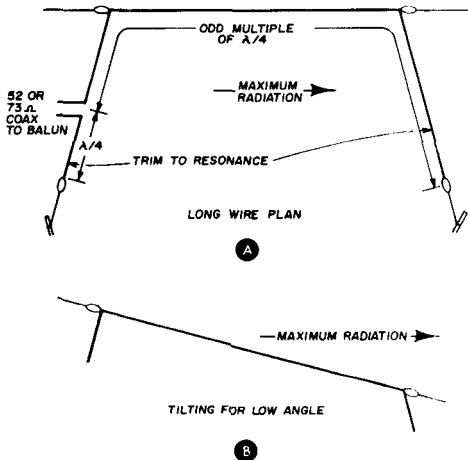 ODD MULTIPLE
OF λ/4
52 OR
73 Ω
COAX
TO BALUN
MAXIMUM
RADIATION
λ/4
TRIM TO RESONANCE
LONG WIRE PLAN
A
MAXIMUM RADIATION
TILTING FOR LOW ANGLE
B